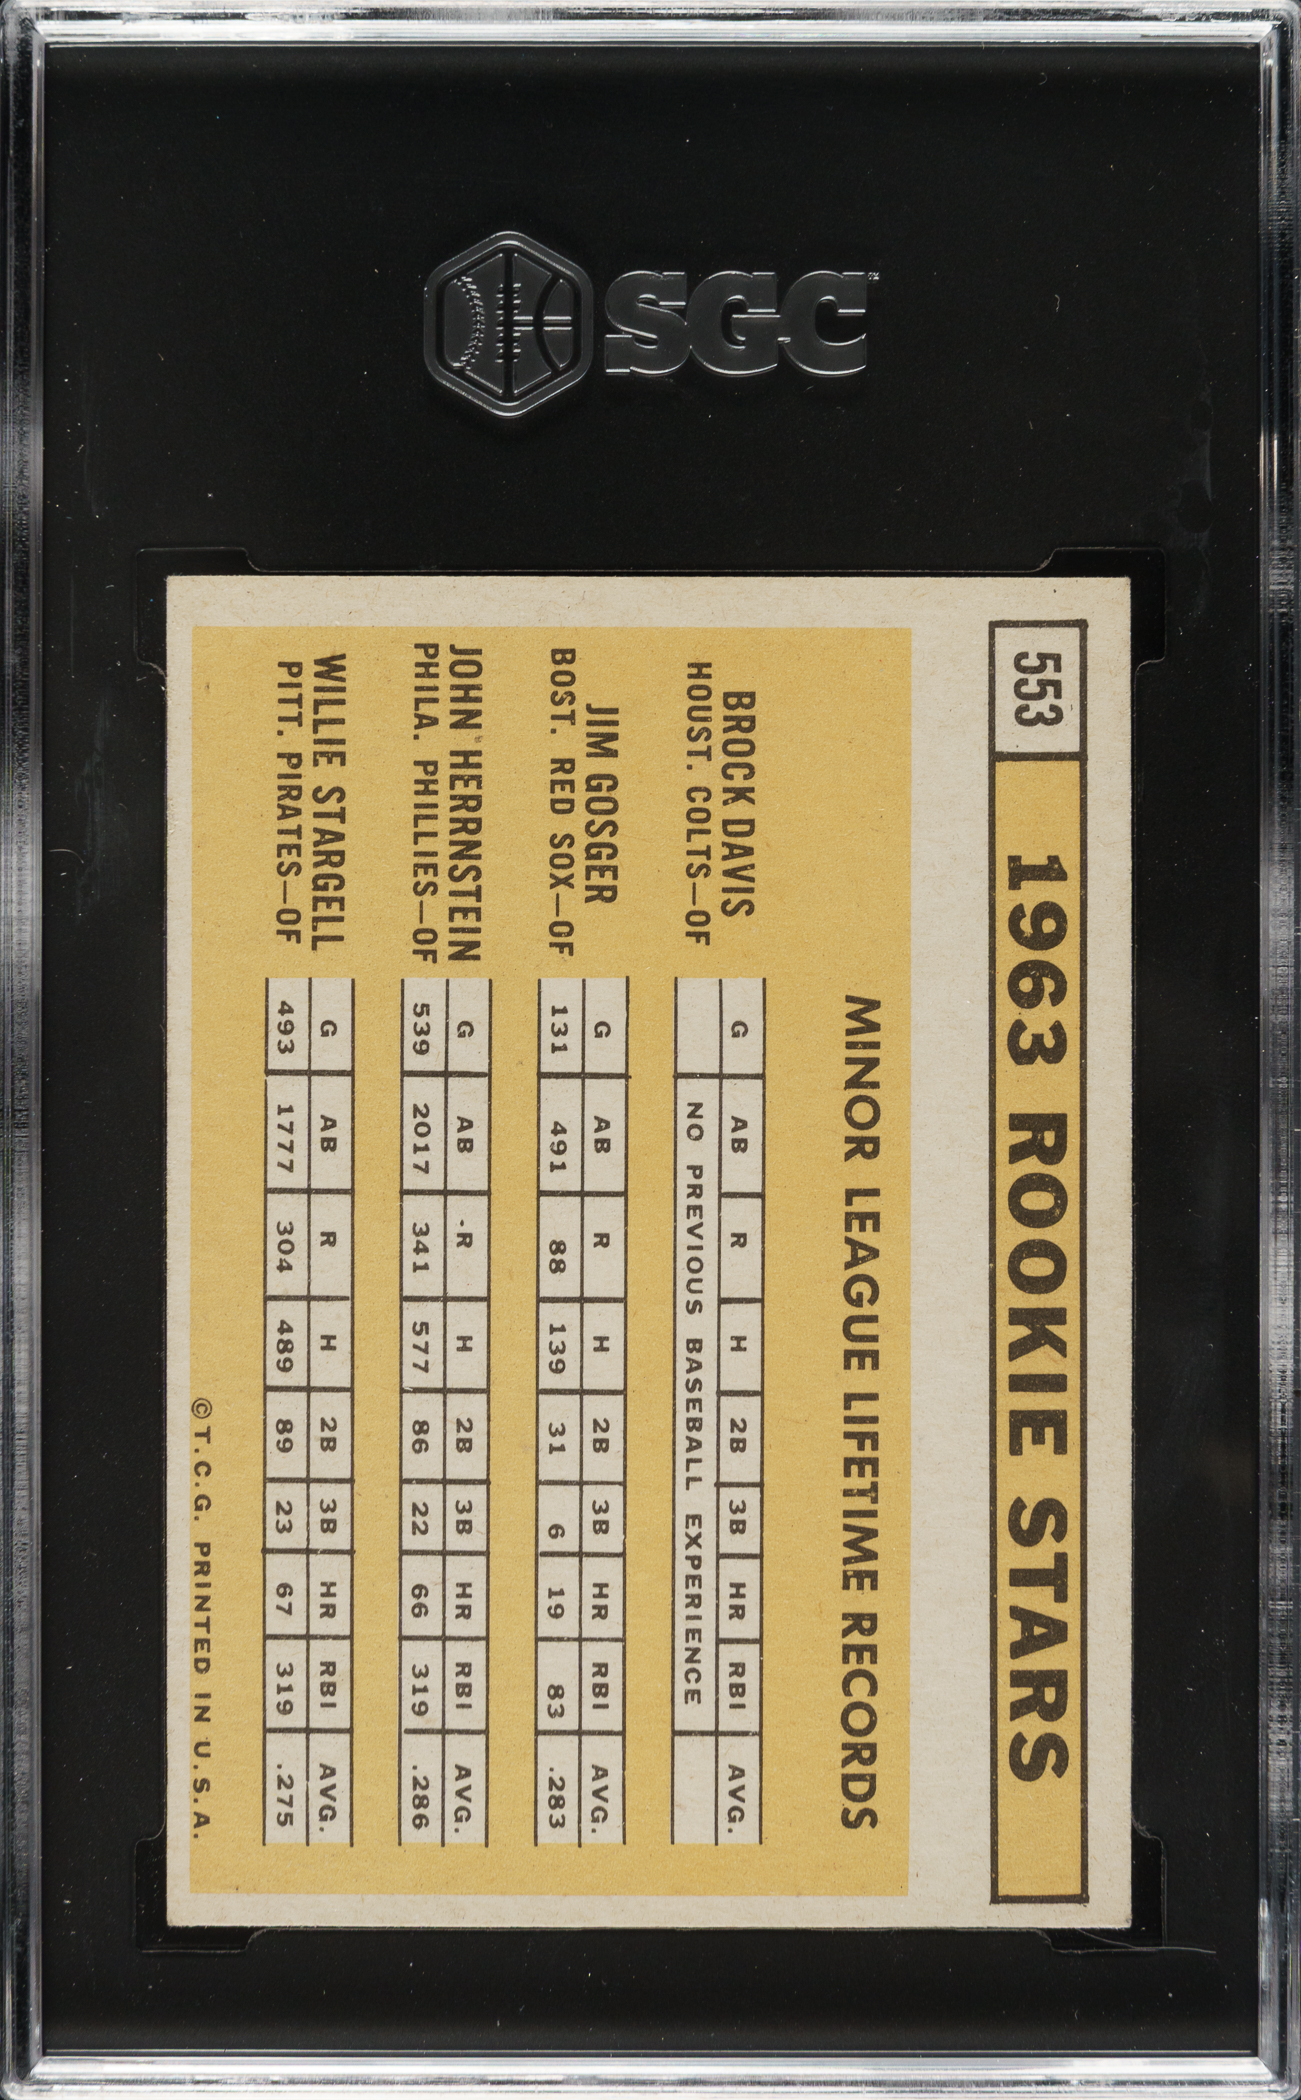 SGC
553 1963 ROOKIE STARS
MINOR LEAGUE LIFETIME RECORDS
BROCK DAVIS
HOUST. COLTS—OF
G AB R H 2B 3B HR RBI AVG.
NO PREVIOUS BASEBALL EXPERIENCE
JIM GOSGER
BOST. RED SOX—OF
G AB R H 2B 3B HR RBI AVG.
131 491 88 139 31 6 19 83 .283
JOHN HERRNSTEIN
PHILA. PHILLIES—OF
G AB R H 2B 3B HR RBI AVG.
539 2017 341 577 86 22 66 319 .286
WILLIE STARGELL
PITT. PIRATES—OF
G AB R H 2B 3B HR RBI AVG.
493 1777 304 489 89 23 67 319 .275
© T.C.G. PRINTED IN U.S.A.